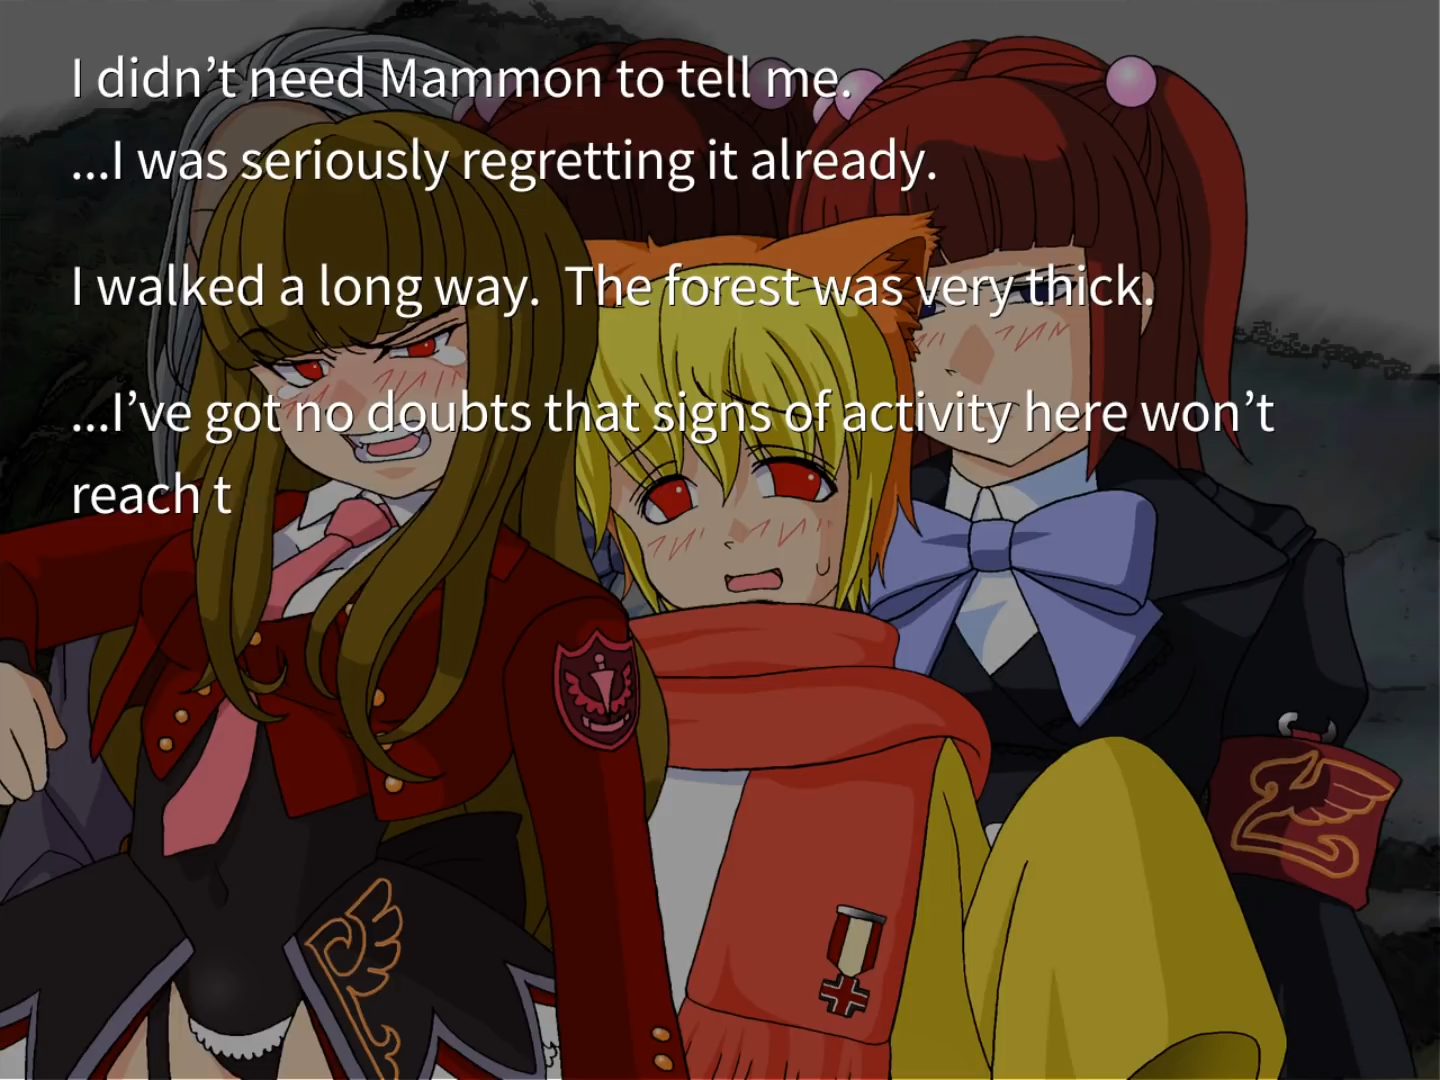 I didn’t need Mammon to tell me.
...I was seriously regretting it already.
I walked a long way.  The forest was very thick.
...I’ve got no doubts that signs of activity here won’t
reach t